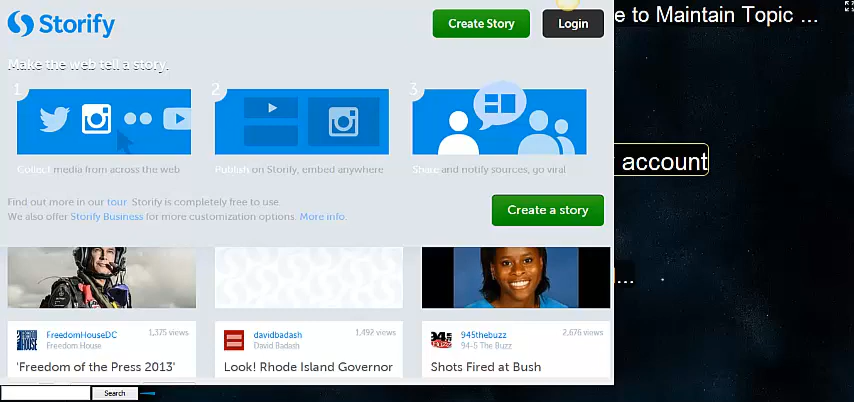 Storify
Create Story
Login
e to Maintain Topic ...
Make the web tell a story.
1
2
3
account
Collect media from across the web
Publish on Storify, embed anywhere
Share and notify sources, go viral
Find out more in our tour. Storify is completely free to use.
We also offer Storify Business for more customization options. More info.
Create a story
...
FreedomHouseDC
1,375 views
Freedom House
davidbadash
1,492 views
David Badash
945thebuzz
2,676 views
94-5 The Buzz
'Freedom of the Press 2013'
Look! Rhode Island Governor
Shots Fired at Bush
Search